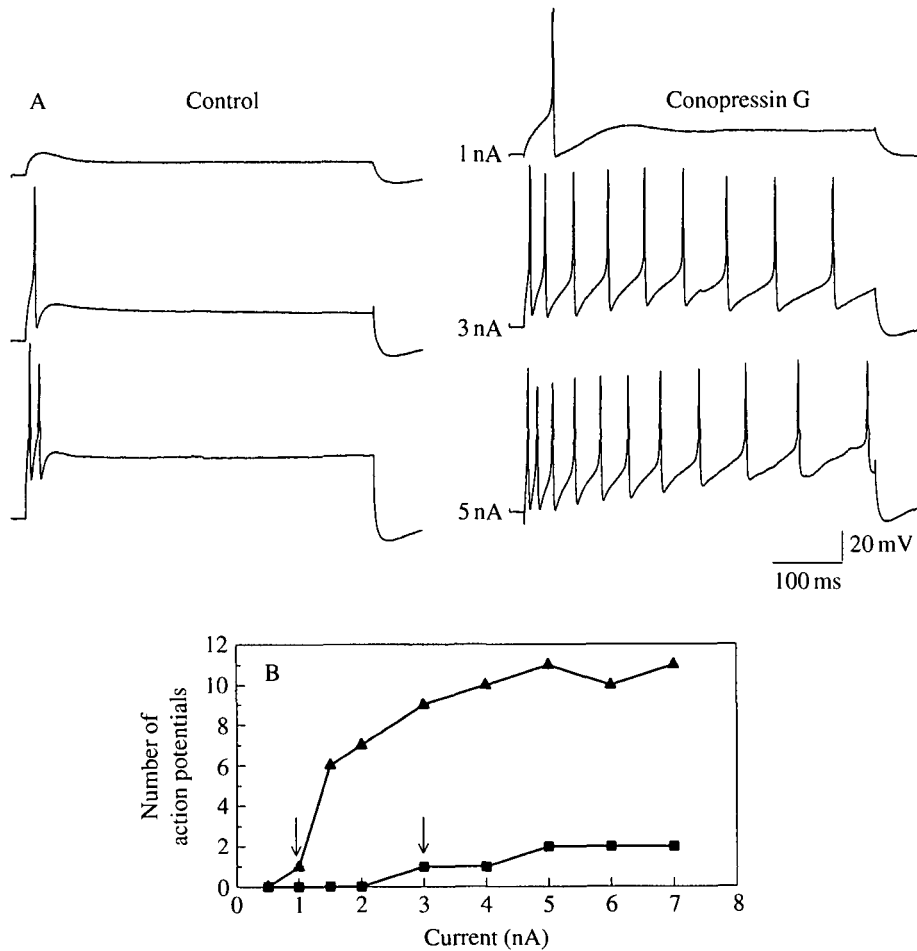 A
Control
Conopressin G
1 nA
3 nA
5 nA
20 mV
100 ms
12
10
8
6
4
2
0
B
Number of
action potentials
0 1 2 3 4 5 6 7 8
Current (nA)